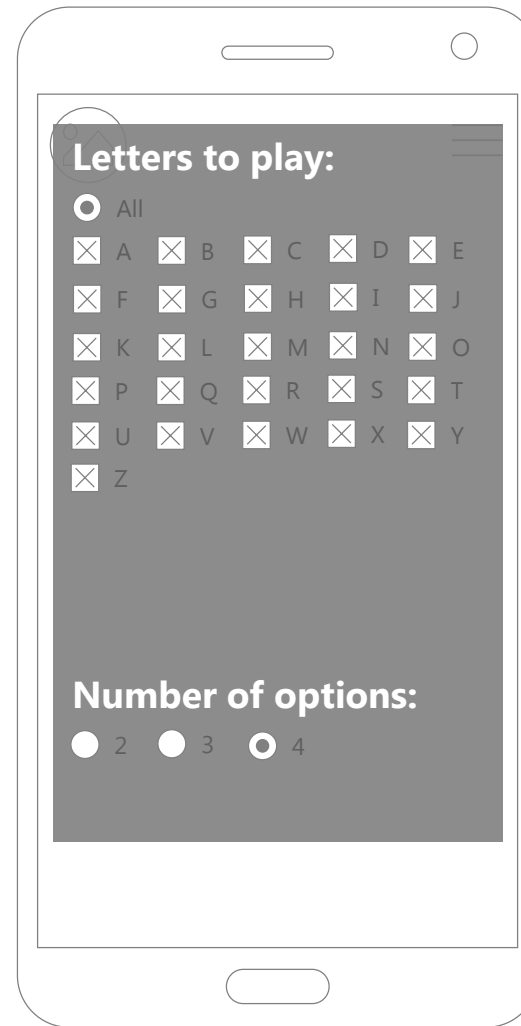 Letters to play:
All
A B C D E
F G H I J
K L M N O
P Q R S T
U V W X Y
Z
Number of options:
2 3 4